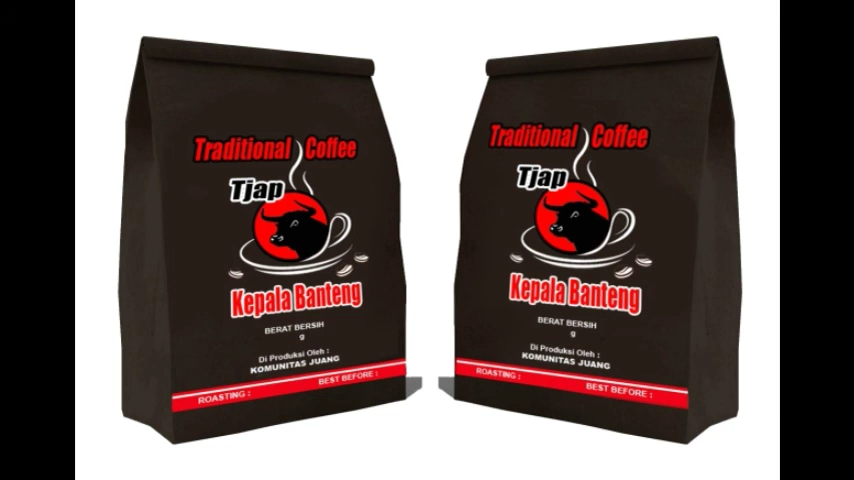 Traditional Coffee
Tjap
Kepala Banteng
BERAT BERSIH
g
Di Produksi Oleh :
KOMUNITAS JUANG
ROASTING :
BEST BEFORE :
Traditional Coffee
Tjap
Kepala Banteng
BERAT BERSIH
g
Di Produksi Oleh :
KOMUNITAS JUANG
ROASTING :
BEST BEFORE :